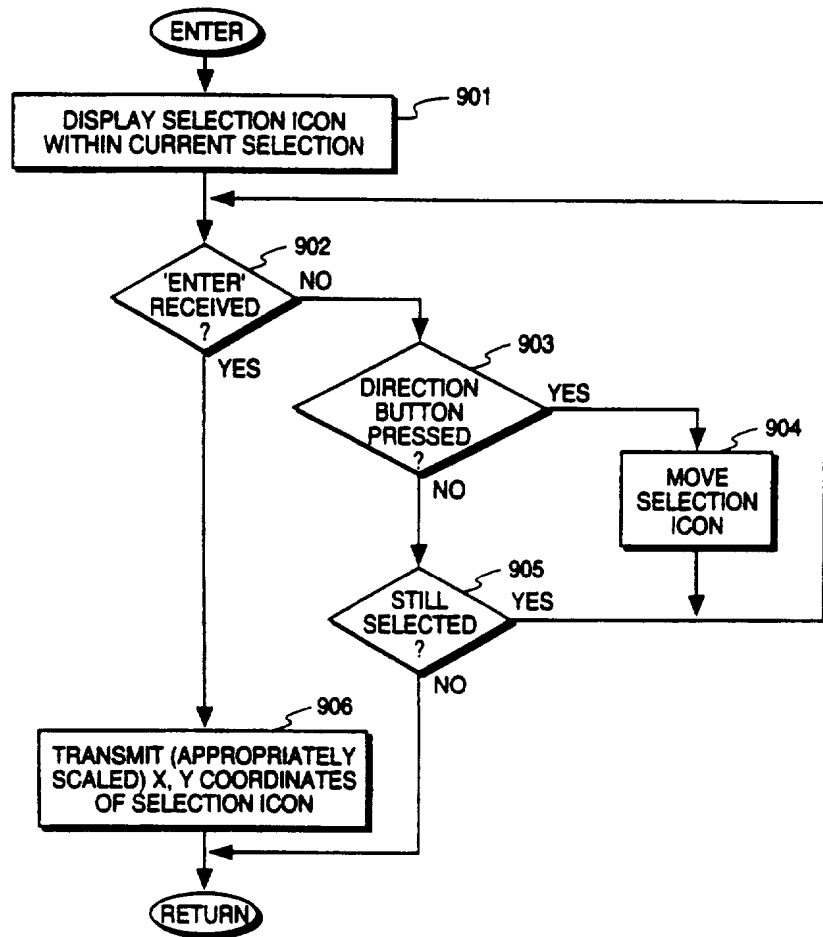 ENTER
901
DISPLAY SELECTION ICON
WITHIN CURRENT SELECTION
902
'ENTER'
RECEIVED
?
NO
YES
903
DIRECTION
BUTTON
PRESSED
?
YES
NO
904
MOVE
SELECTION
ICON
905
STILL
SELECTED
?
YES
NO
906
TRANSMIT (APPROPRIATELY
SCALED) X, Y COORDINATES
OF SELECTION ICON
RETURN